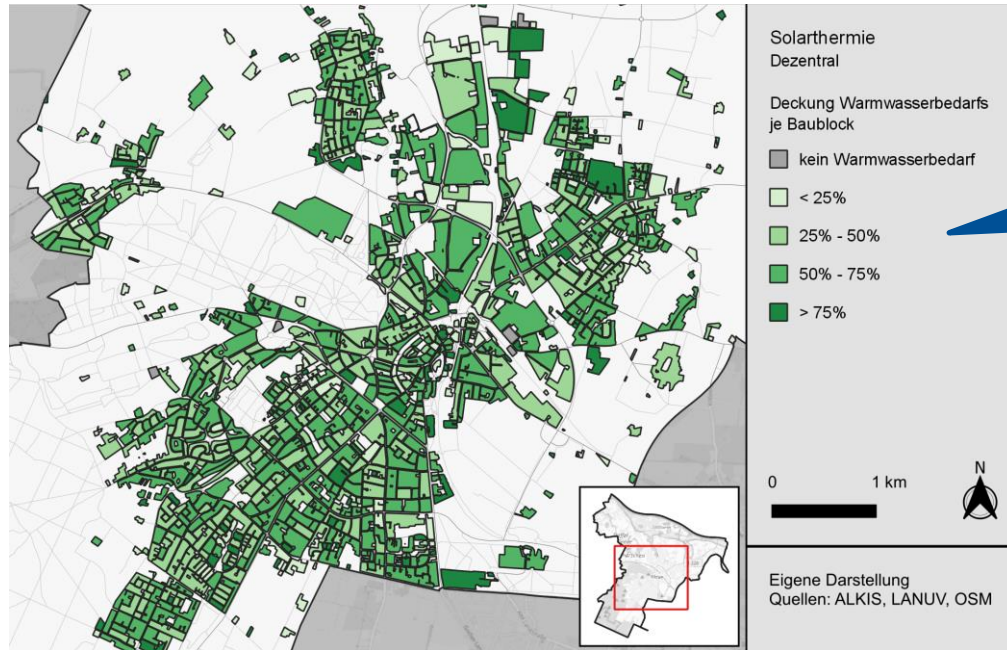 Solarthermie
Dezentral
Deckung Warmwasserbedarfs
je Baublock
kein Warmwasserbedarf
< 25%
25% - 50%
50% - 75%
> 75%
0 1 km
N
Eigene Darstellung
Quellen: ALKIS, LANUV, OSM